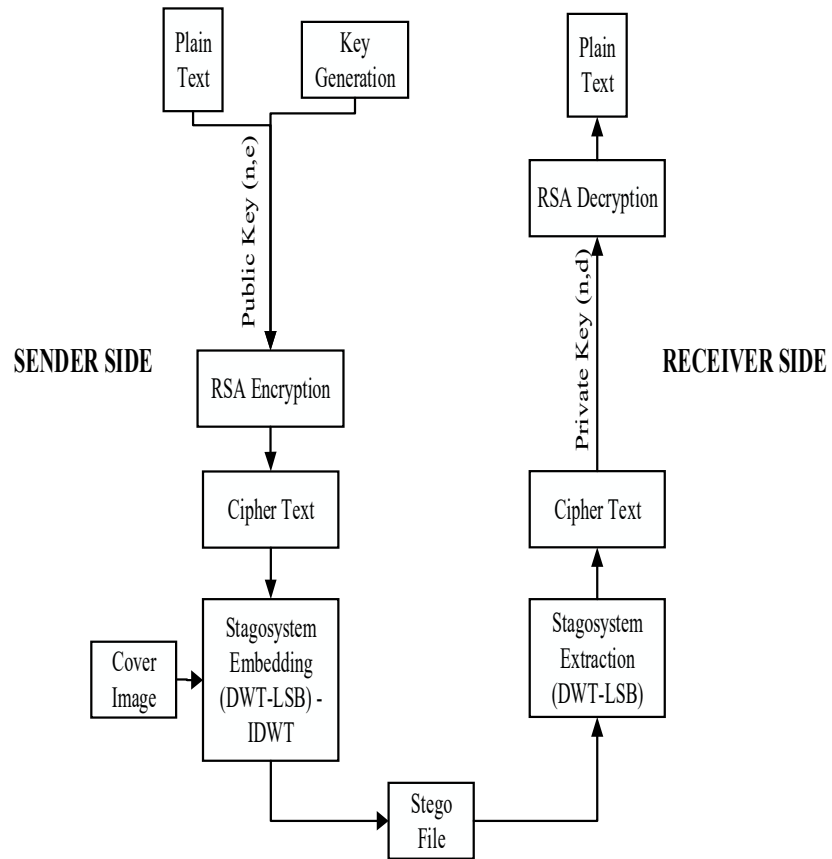 Plain
Text
Key
Generation
Public Key (n,e)
SENDER SIDE
RSA Encryption
Cipher Text
Cover
Image
Stagosystem
Embedding
(DWT-LSB) -
IDWT
Stego
File
Plain
Text
RSA Decryption
Private Key (n,d)
RECEIVER SIDE
Cipher Text
Stagosystem
Extraction
(DWT-LSB)